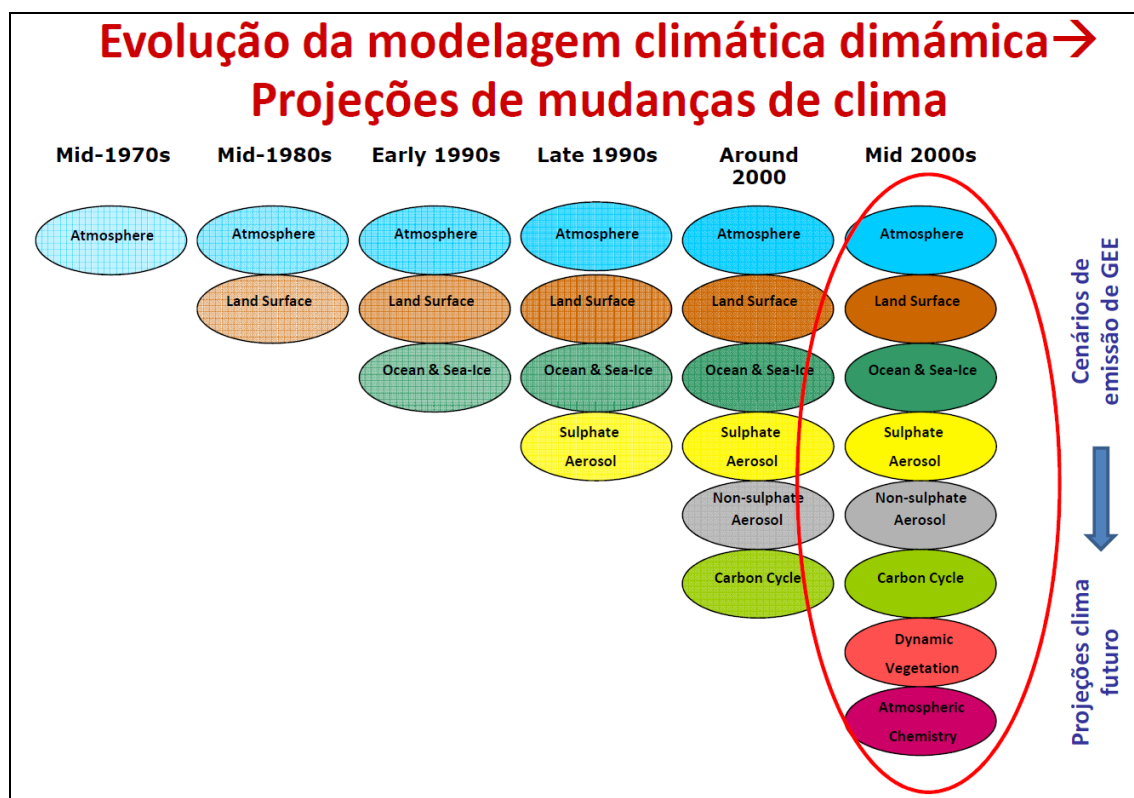 Evolução da modelagem climática dimámica→
Projeções de mudanças de clima
Mid-1970s
Mid-1980s
Early 1990s
Late 1990s
Around
2000
Mid 2000s
Atmosphere
Atmosphere
Atmosphere
Atmosphere
Atmosphere
Atmosphere
Land Surface
Land Surface
Land Surface
Land Surface
Land Surface
Ocean & Sea-Ice
Ocean & Sea-Ice
Ocean & Sea-Ice
Ocean & Sea-Ice
Sulphate
Aerosol
Sulphate
Aerosol
Sulphate
Aerosol
Non-sulphate
Aerosol
Non-sulphate
Aerosol
Carbon Cycle
Carbon Cycle
Dynamic
Vegetation
Atmospheric
Chemistry
Cenários de
emissão de GEE
Projeções clima
futuro